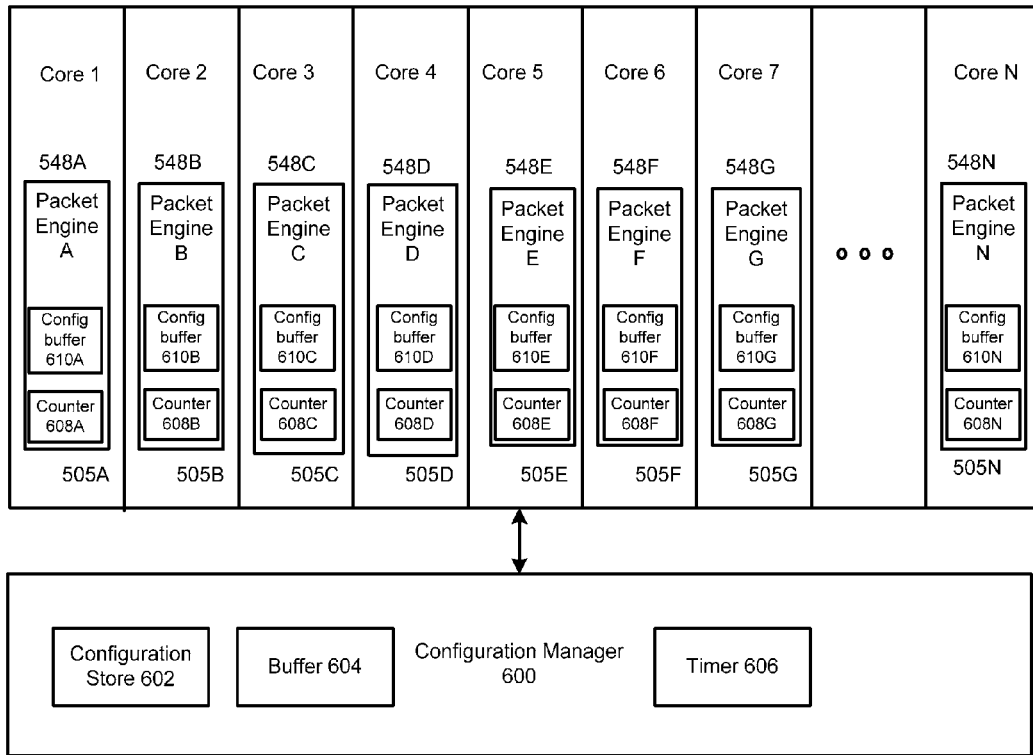 Core 1
Core 2
Core 3
Core 4
Core 5
Core 6
Core 7
Core N
548A
548B
548C
548D
548E
548F
548G
548N
Packet
Engine
A
Packet
Engine
B
Packet
Engine
C
Packet
Engine
D
Packet
Engine
E
Packet
Engine
F
Packet
Engine
G
Packet
Engine
N
Config
buffer
610A
Config
buffer
610B
Config
buffer
610C
Config
buffer
610D
Config
buffer
610E
Config
buffer
610F
Config
buffer
610G
Config
buffer
610N
Counter
608A
Counter
608B
Counter
608C
Counter
608D
Counter
608E
Counter
608F
Counter
608G
Counter
608N
505A
505B
505C
505D
505E
505F
505G
505N
Configuration
Store 602
Buffer 604
Configuration Manager
600
Timer 606